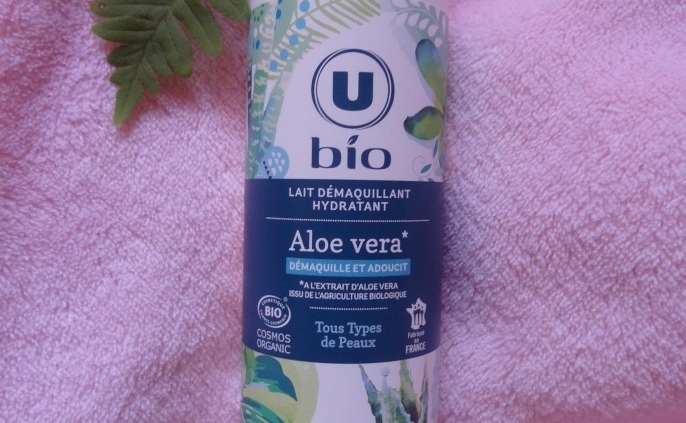 U
bio
LAIT DÉMAQUILLANT
HYDRATANT
Aloe vera*
DÉMAQUILLE ET ADOUCIT
*A L'EXTRAIT D'ALOE VERA
ISSU DE L'AGRICULTURE BIOLOGIQUE
COSMÉTIQUE
BIO
COSMOS
ORGANIC
Tous Types
de Peaux
Fabriqué
en
FRANCE